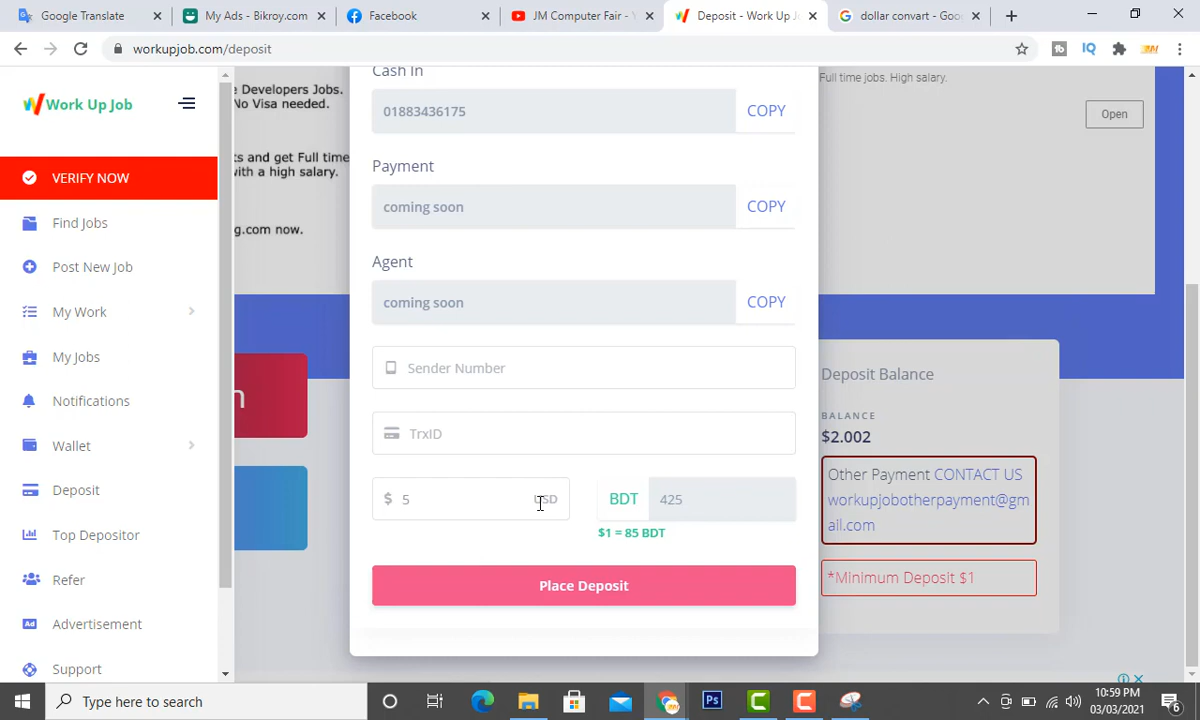 Google Translate
My Ads - Bikroy.com
Facebook
JM Computer Fair -
Deposit - Work Up J
dollar convart - Goo
workupjob.com/deposit
Work Up Job
VERIFY NOW
Find Jobs
Post New Job
My Work
My Jobs
Notifications
Wallet
Deposit
Top Depositor
Refer
Advertisement
Support
e Developers Jobs.
No Visa needed.
ts and get Full time
with a high salary.
g.com now.
n
Cash In
01883436175
COPY
Payment
coming soon
COPY
Agent
coming soon
COPY
Sender Number
TrxID
$ 5 USD
BDT 425
$1 = 85 BDT
Place Deposit
Full time jobs. High salary.
Open
Deposit Balance
BALANCE
$2.002
Other Payment CONTACT US
workupjobotherpayment@gm
ail.com
*Minimum Deposit $1
Type here to search
10:59 PM
03/03/2021
6